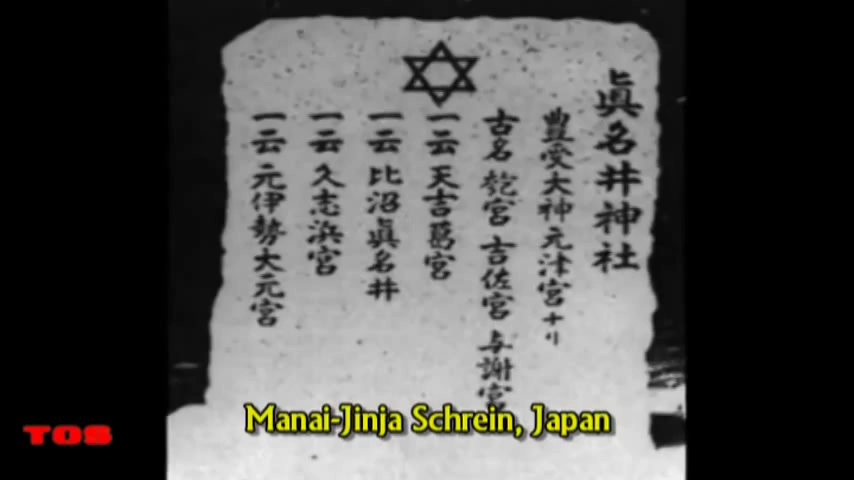 眞名井神社
豊受大神元津宮ナリ
古名 匏宮 吉佐宮 与謝宮
一云 天吉葛宮
一云 比沼眞名井
一云 久志浜宮
一云 元伊勢大元宮
Manai-Jinja Schrein, Japan
TOS